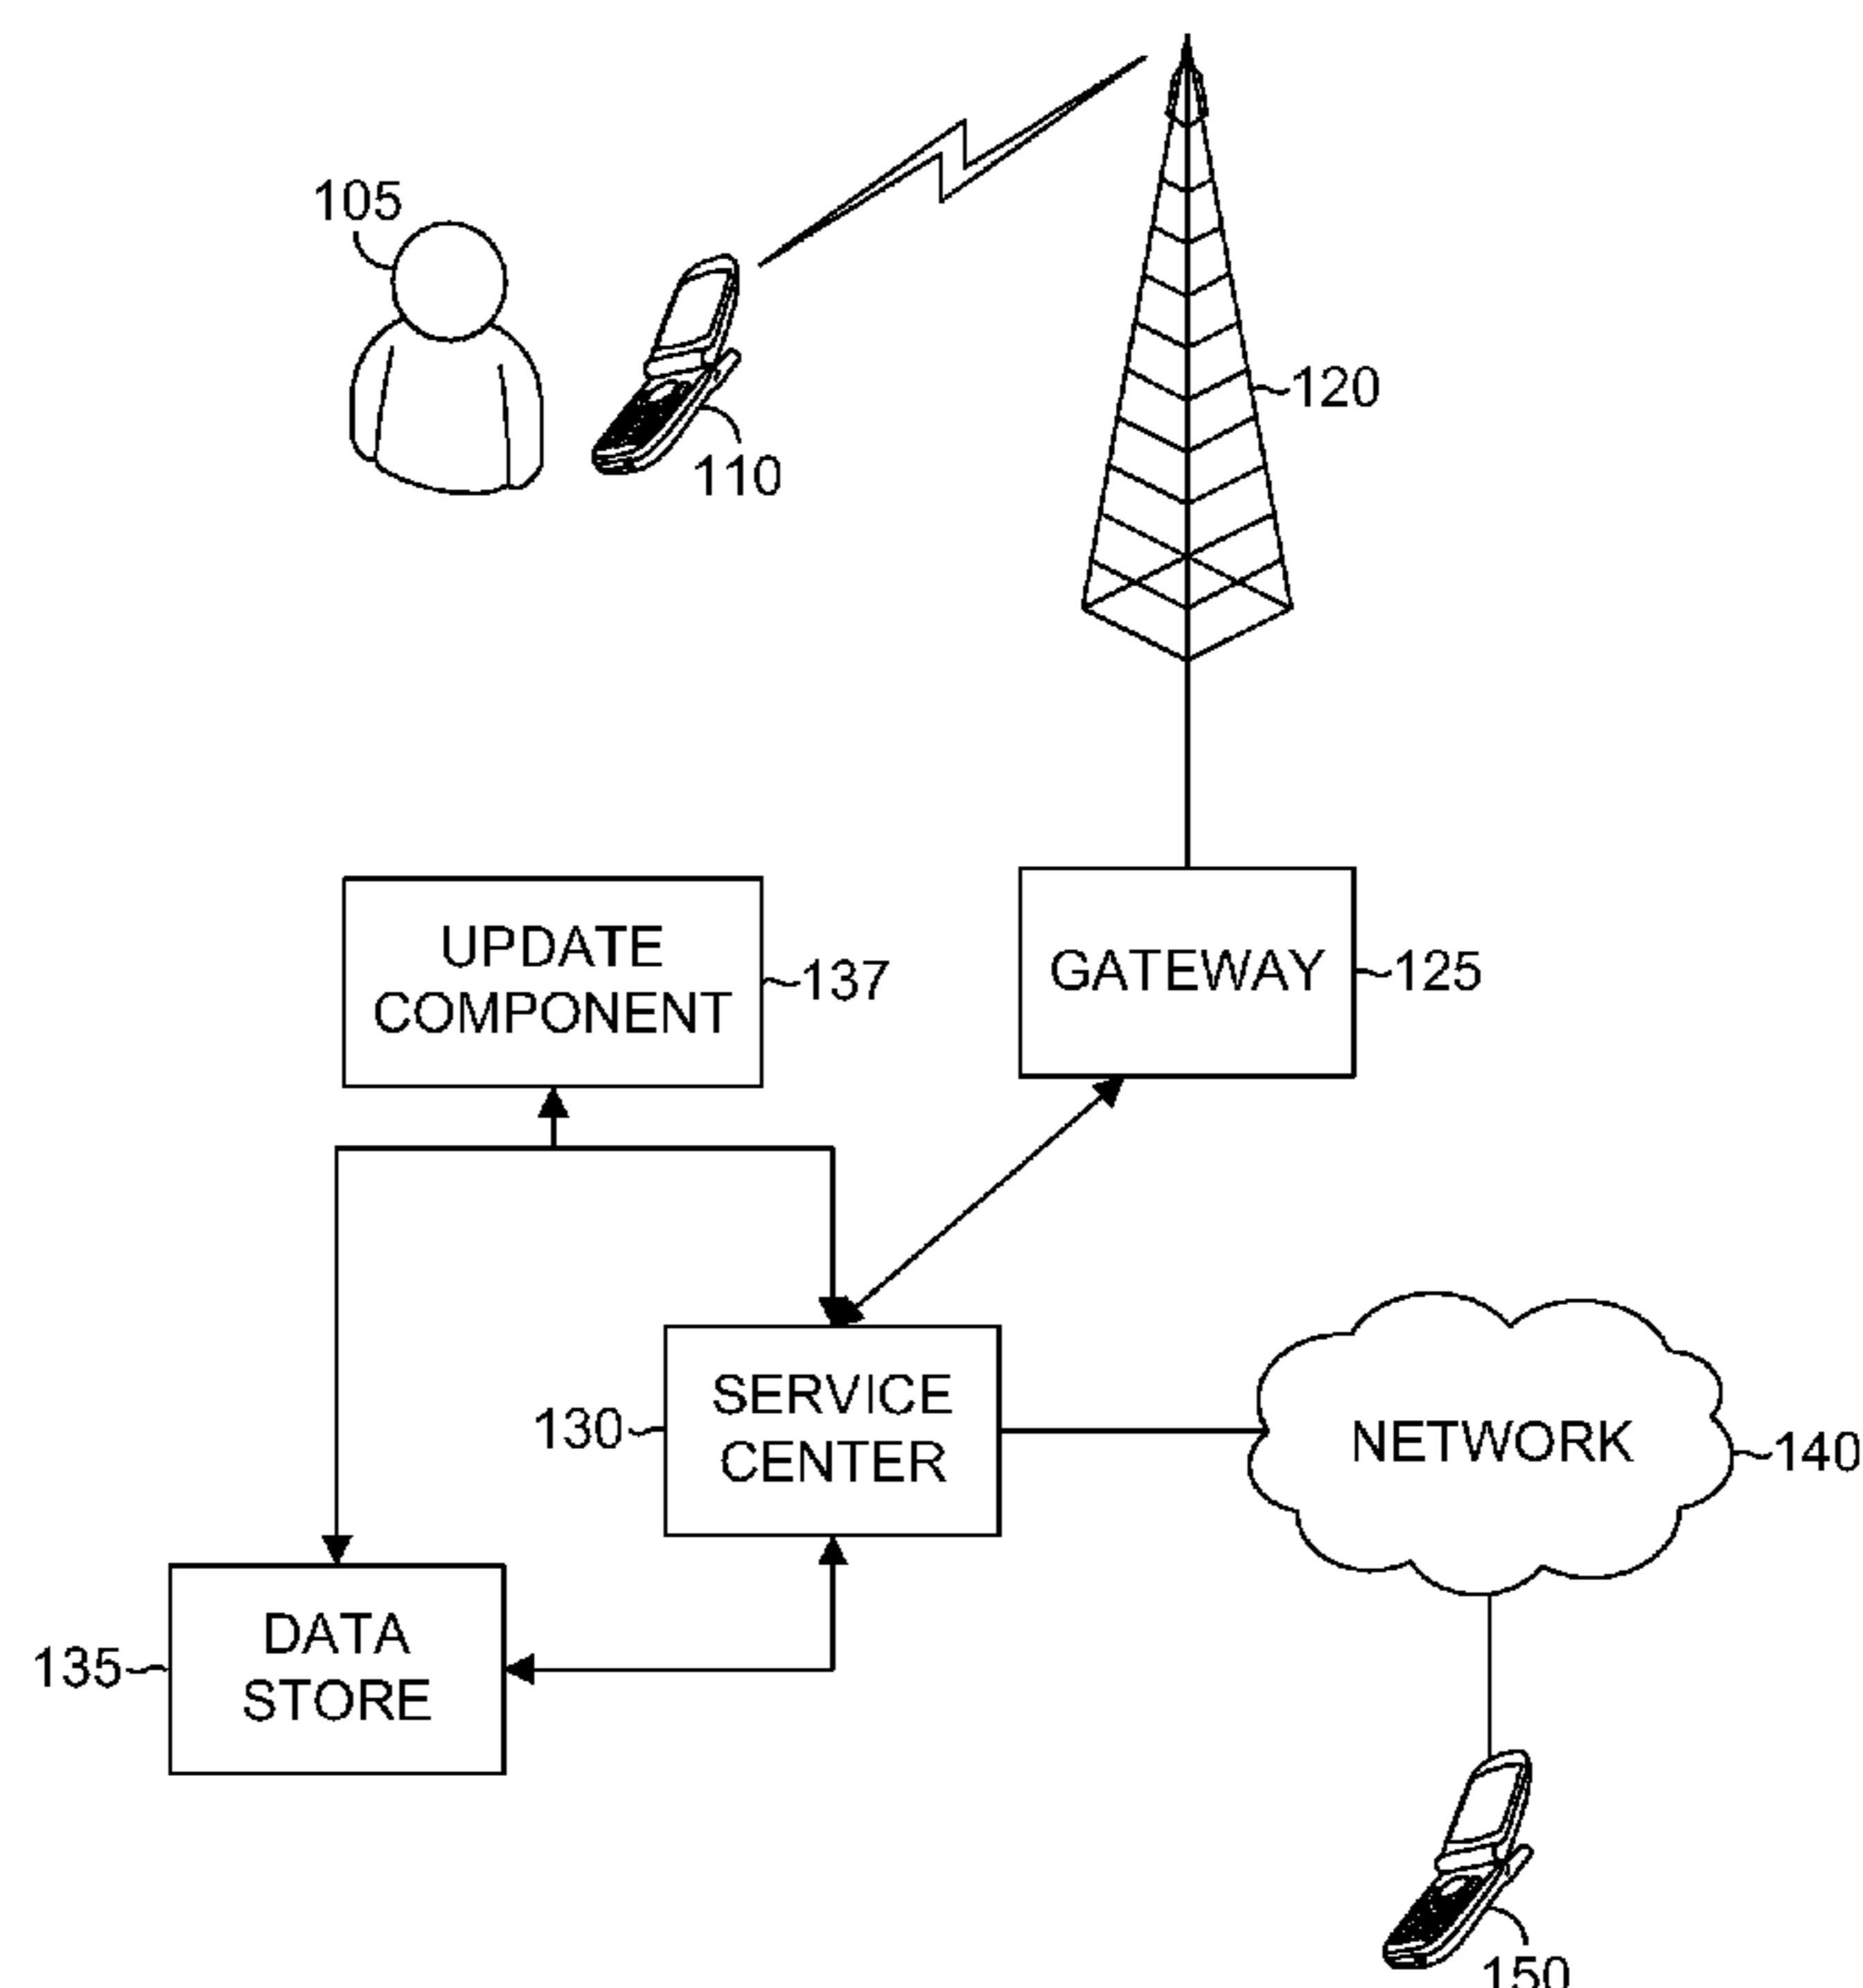 105
110
120
UPDATE
COMPONENT
137
GATEWAY
125
SERVICE
CENTER
130
NETWORK
140
DATA
STORE
135
150